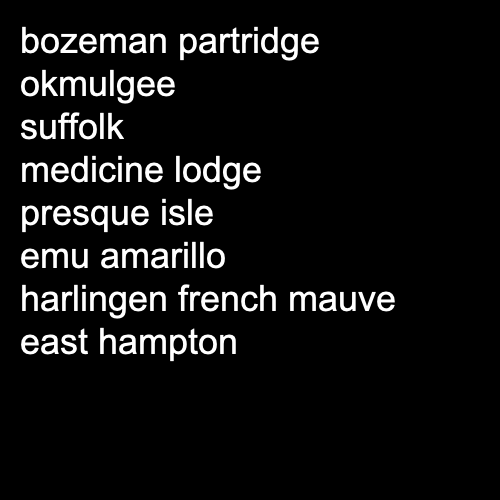 bozeman partridge
okmulgee
suffolk
medicine lodge
presque isle
emu amarillo
harlingen french mauve
east hampton